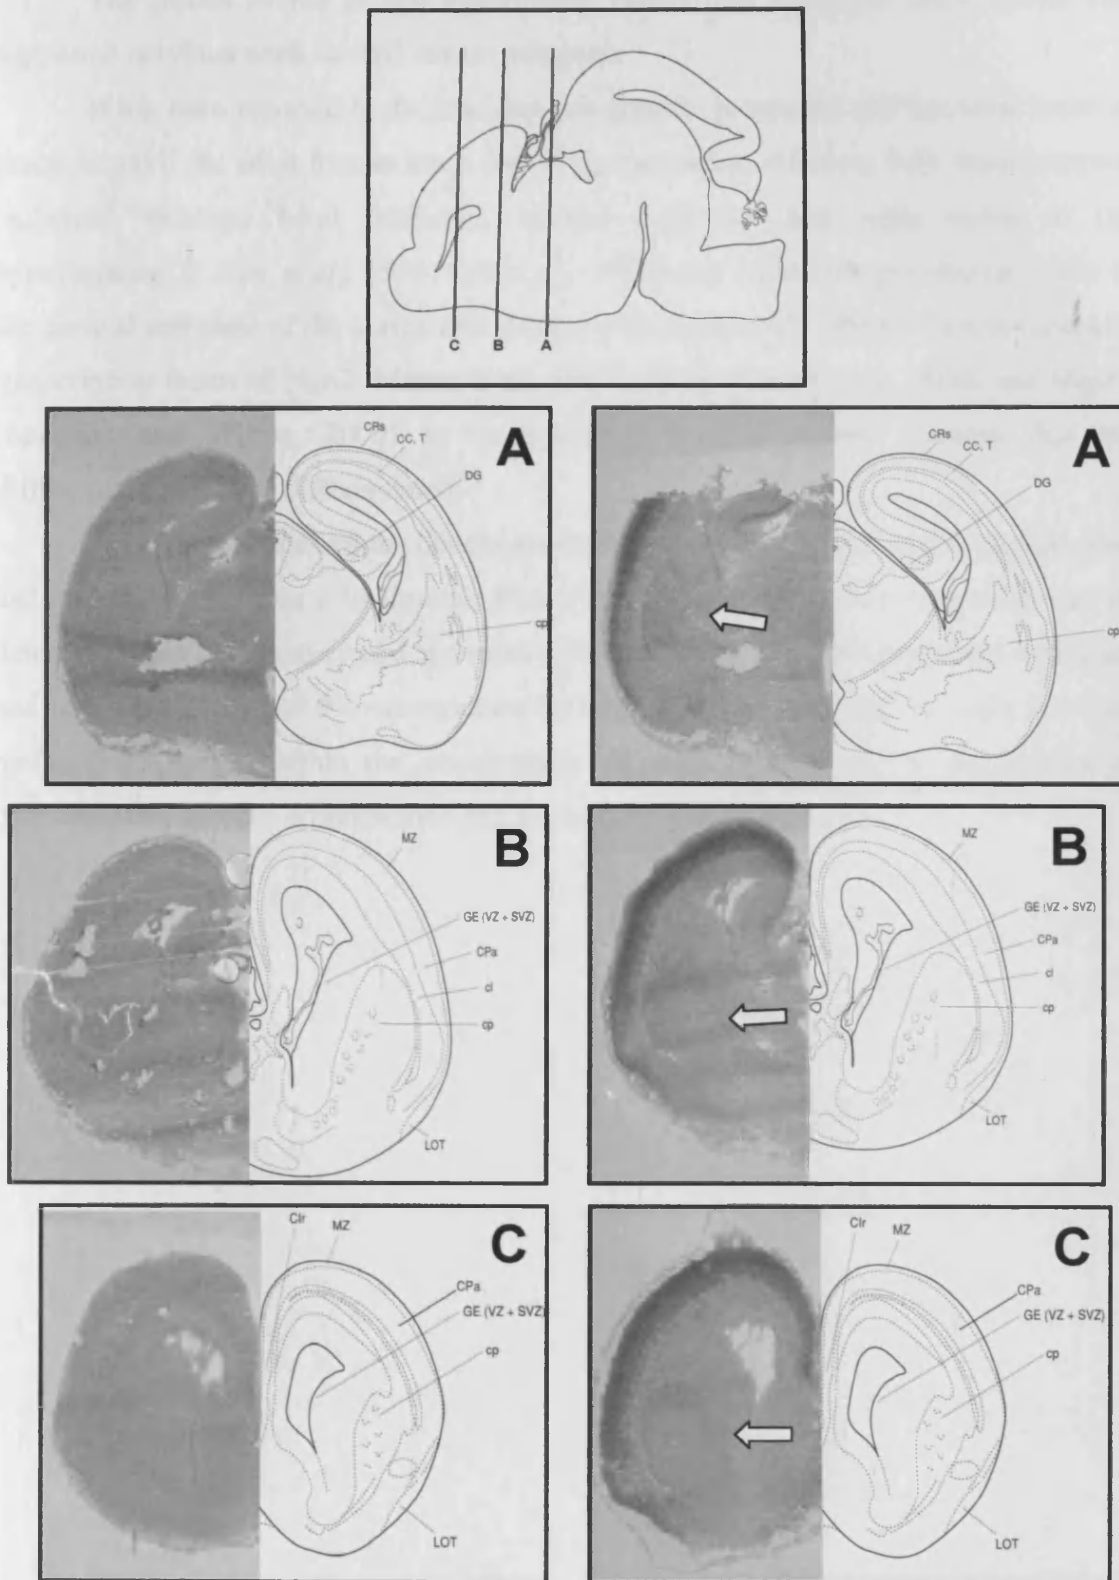 C B A
A
CRs
CC, T
DG
cp
A
CRs
CC, T
DG
cp
B
MZ
GE (VZ + SVZ)
CPa
cl
cp
LOT
B
MZ
GE (VZ + SVZ)
CPa
cl
cp
LOT
C
Clr
MZ
CPa
GE (VZ + SVZ)
cp
LOT
C
Clr
MZ
CPa
GE (VZ + SVZ)
cp
LOT